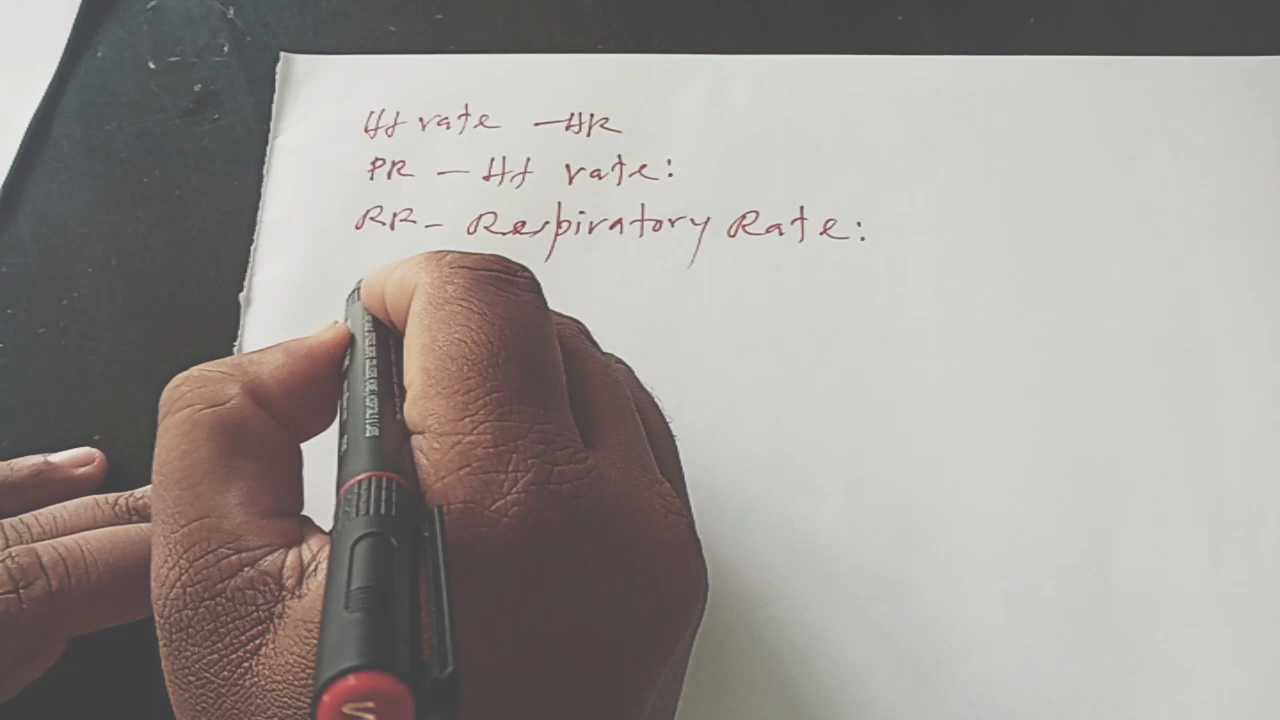 Ht rate - HR
PR - Ht rate:
RR - Respiratory Rate: